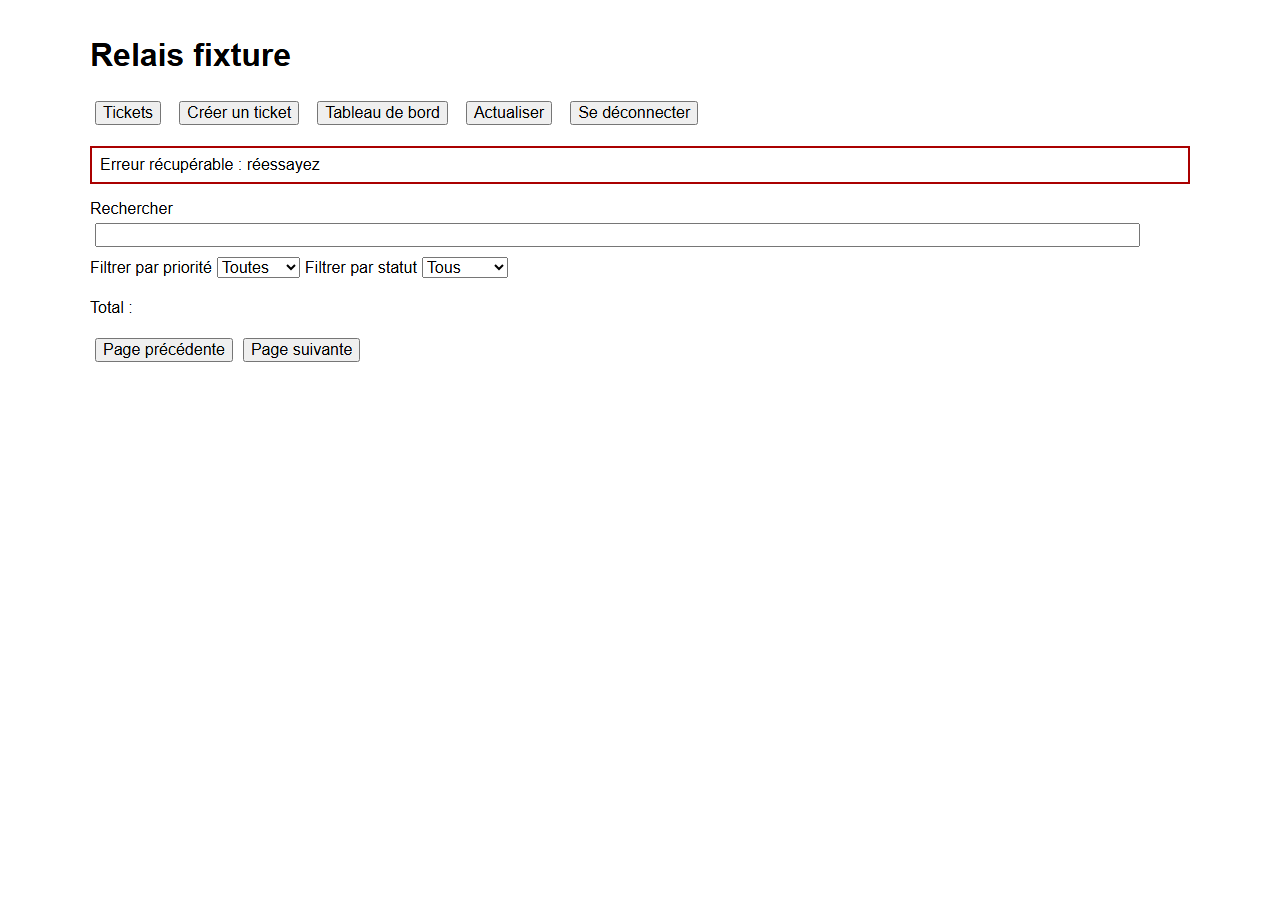 Relais fixture
Tickets Créer un ticket Tableau de bord Actualiser Se déconnecter
Erreur récupérable : réessayez
Rechercher
Filtrer par priorité Toutes Filtrer par statut Tous
Total :
Page précédente Page suivante